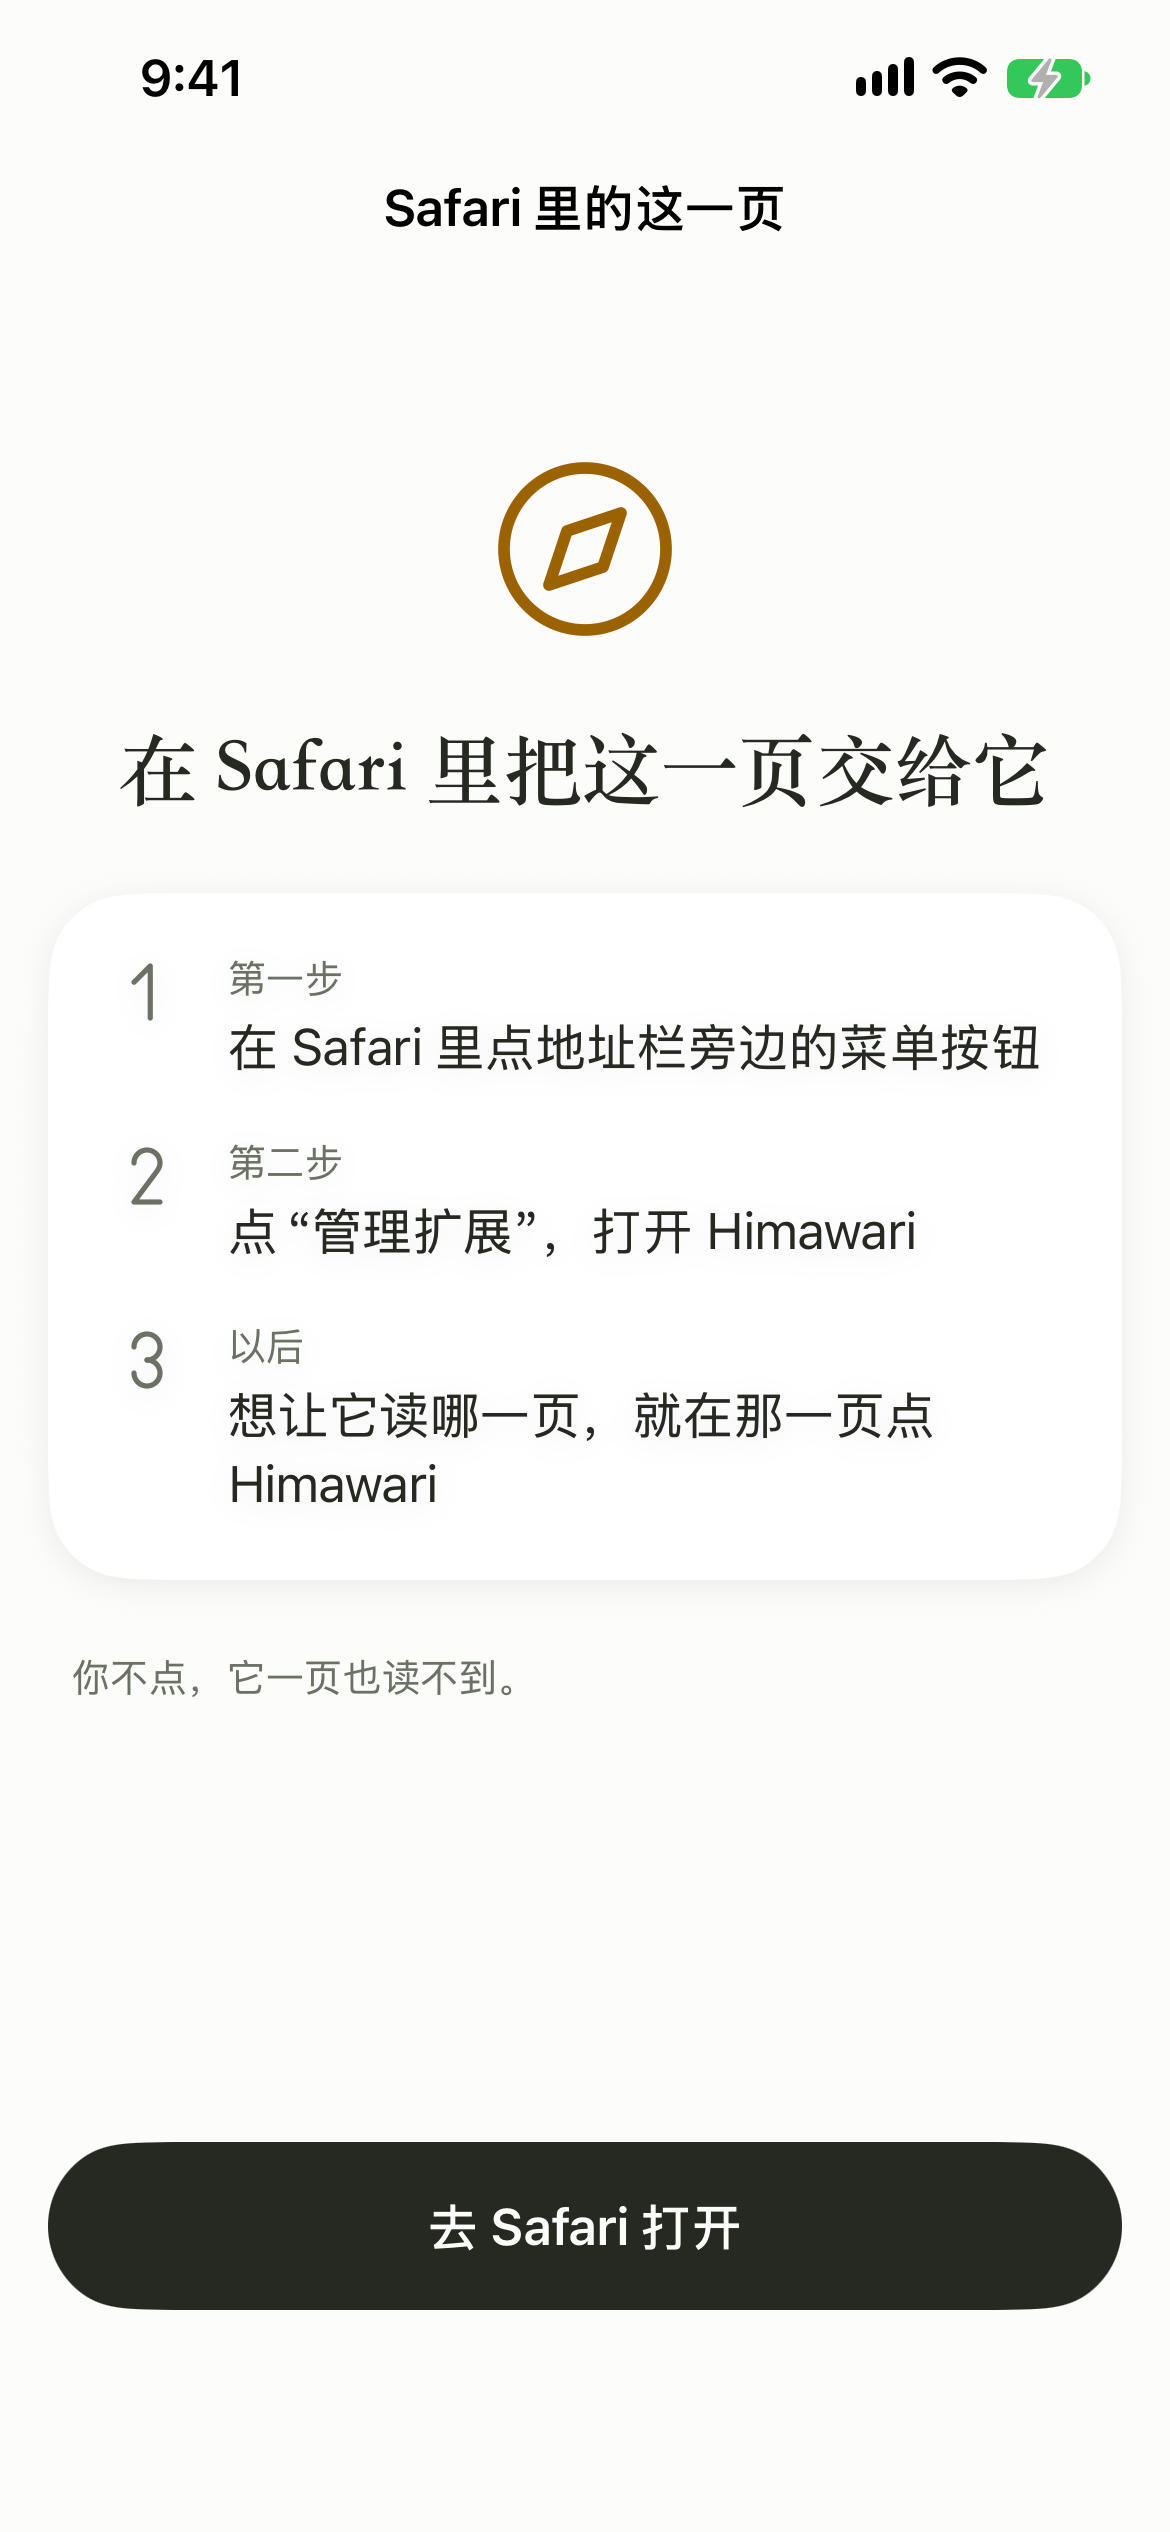 9:41
Safari 里的这一页
在 Safari 里把这一页交给它
1
第一步
在 Safari 里点地址栏旁边的菜单按钮
2
第二步
点 “管理扩展”，打开 Himawari
3
以后
想让它读哪一页，就在那一页点
Himawari
你不点，它一页也读不到。
去 Safari 打开